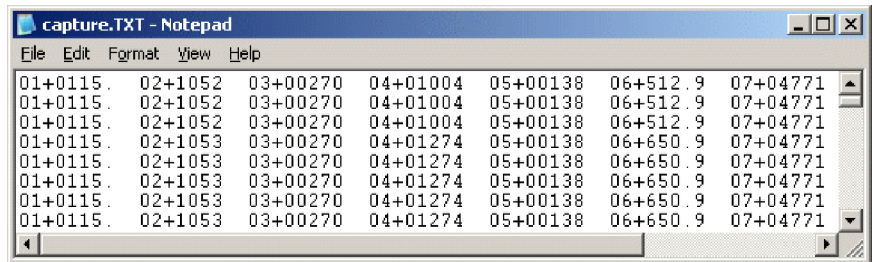 capture.TXT - Notepad
File Edit Format View Help
01+0115. 02+1052 03+00270 04+01004 05+00138 06+512.9 07+04771
01+0115. 02+1052 03+00270 04+01004 05+00138 06+512.9 07+04771
01+0115. 02+1052 03+00270 04+01004 05+00138 06+512.9 07+04771
01+0115. 02+1053 03+00270 04+01274 05+00138 06+650.9 07+04771
01+0115. 02+1053 03+00270 04+01274 05+00138 06+650.9 07+04771
01+0115. 02+1053 03+00270 04+01274 05+00138 06+650.9 07+04771
01+0115. 02+1053 03+00270 04+01274 05+00138 06+650.9 07+04771
01+0115. 02+1053 03+00270 04+01274 05+00138 06+650.9 07+04771